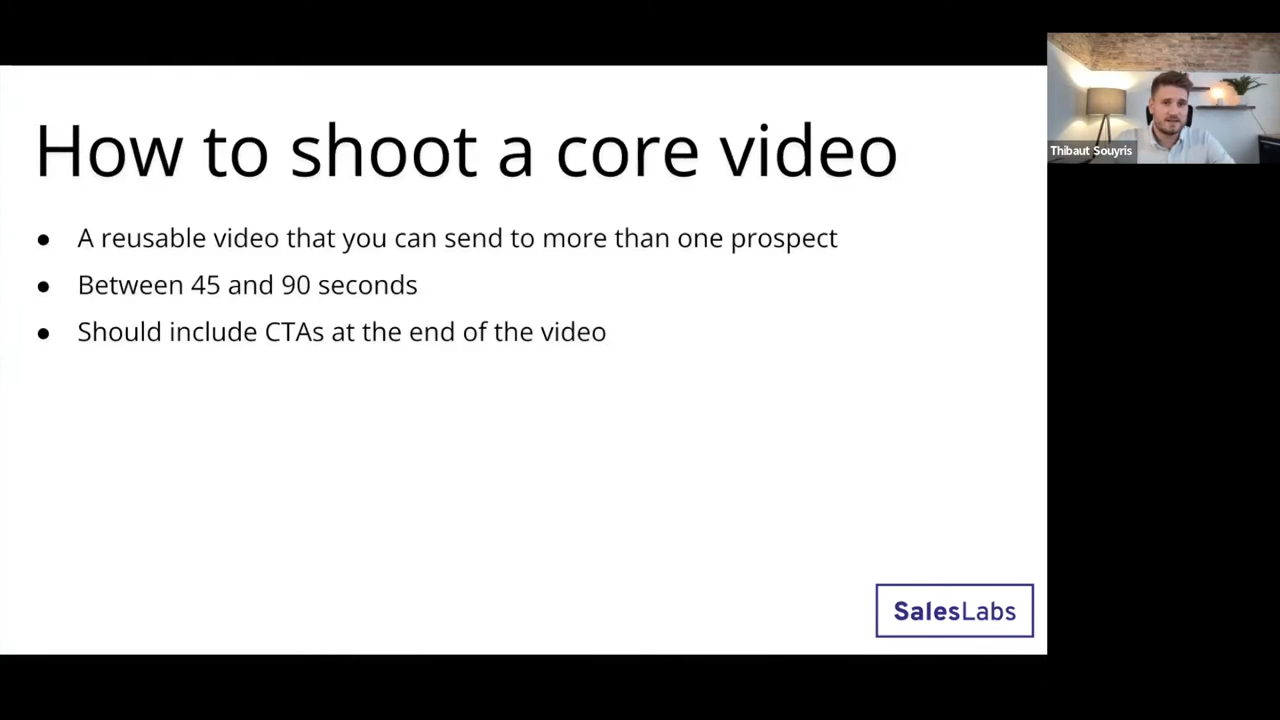 How to shoot a core video
● A reusable video that you can send to more than one prospect
● Between 45 and 90 seconds
● Should include CTAs at the end of the video
SalesLabs
Thibaut Souyris